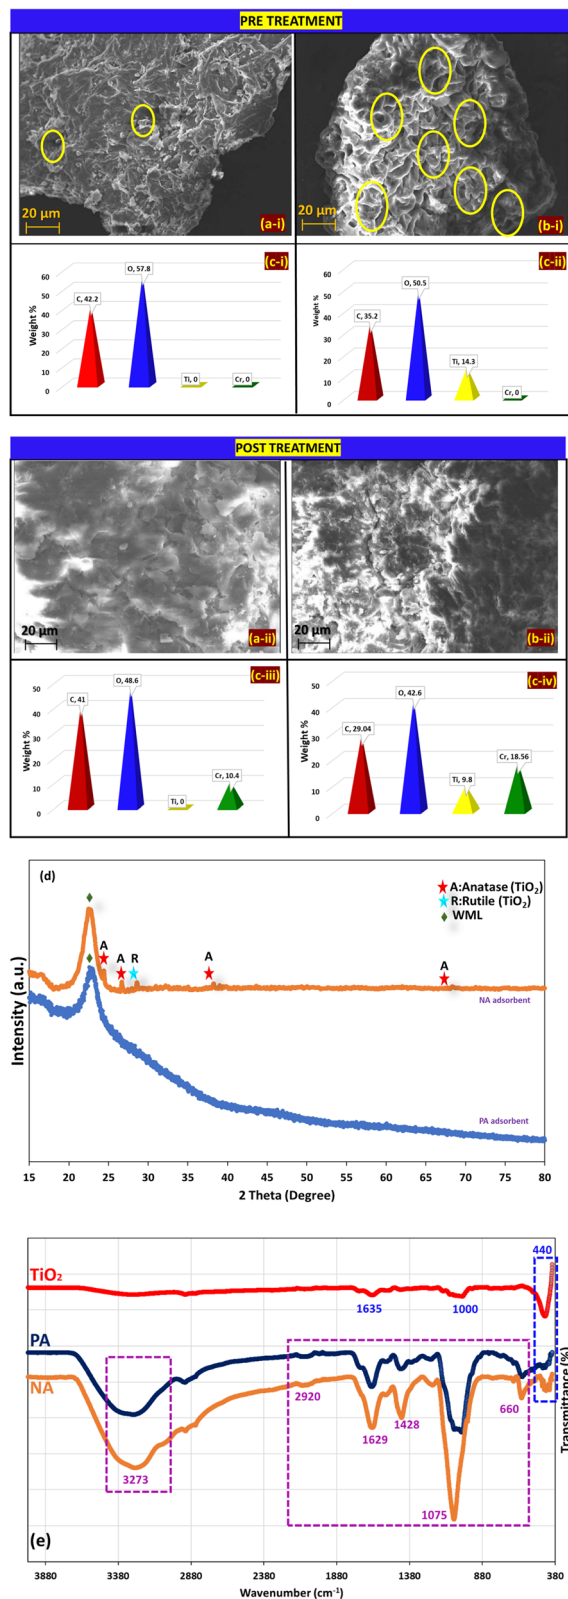 PRE TREATMENT
20 μm
(a-i)
20 μm
(b-i)
(c-i)
Weight %
60
50
40
30
20
10
0
C, 42.2
O, 57.8
Ti, 0
Cr, 0
(c-ii)
Weight %
60
50
40
30
20
10
0
C, 35.2
O, 50.5
Ti, 14.3
Cr, 0
POST TREATMENT
20 μm
(a-ii)
20 μm
(b-ii)
(c-iii)
Weight %
50
40
30
20
10
0
C, 41
O, 48.6
Ti, 0
Cr, 10.4
(c-iv)
Weight %
50
40
30
20
10
0
C, 29.04
O, 42.6
Ti, 9.8
Cr, 18.56
(d)
A:Anatase (TiO₂)
R:Rutile (TiO₂)
WML
A
A
R
A
A
NA adsorbent
PA adsorbent
Intensity (a.u.)
15 20 25 30 35 40 45 50 55 60 65 70 75 80
2 Theta (Degree)
440
TiO₂
1635
1000
PA
NA
2920
1428
660
1629
3273
1075
Transmittance (%)
(e)
3880 3380 2880 2380 1880 1380 880 380
Wavenumber (cm⁻¹)